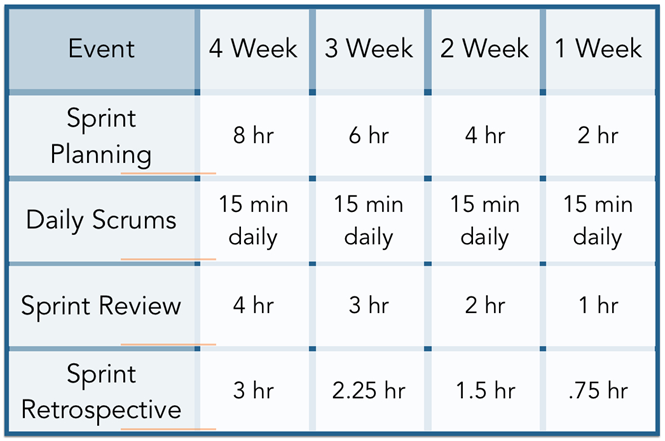 Event 4 Week 3 Week 2 Week 1 Week
Sprint
Planning 8 hr 6 hr 4 hr 2 hr
Daily Scrums 15 min
daily 15 min
daily 15 min
daily 15 min
daily
Sprint Review 4 hr 3 hr 2 hr 1 hr
Sprint
Retrospective 3 hr 2.25 hr 1.5 hr .75 hr